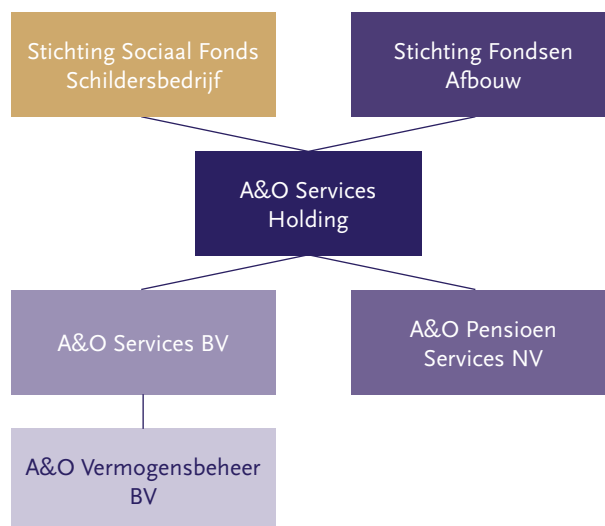 Stichting Sociaal Fonds
Schildersbedrijf
Stichting Fondsen
Afbouw
A&O Services
Holding
A&O Services BV
A&O Pensioen
Services NV
A&O Vermogensbeheer
BV